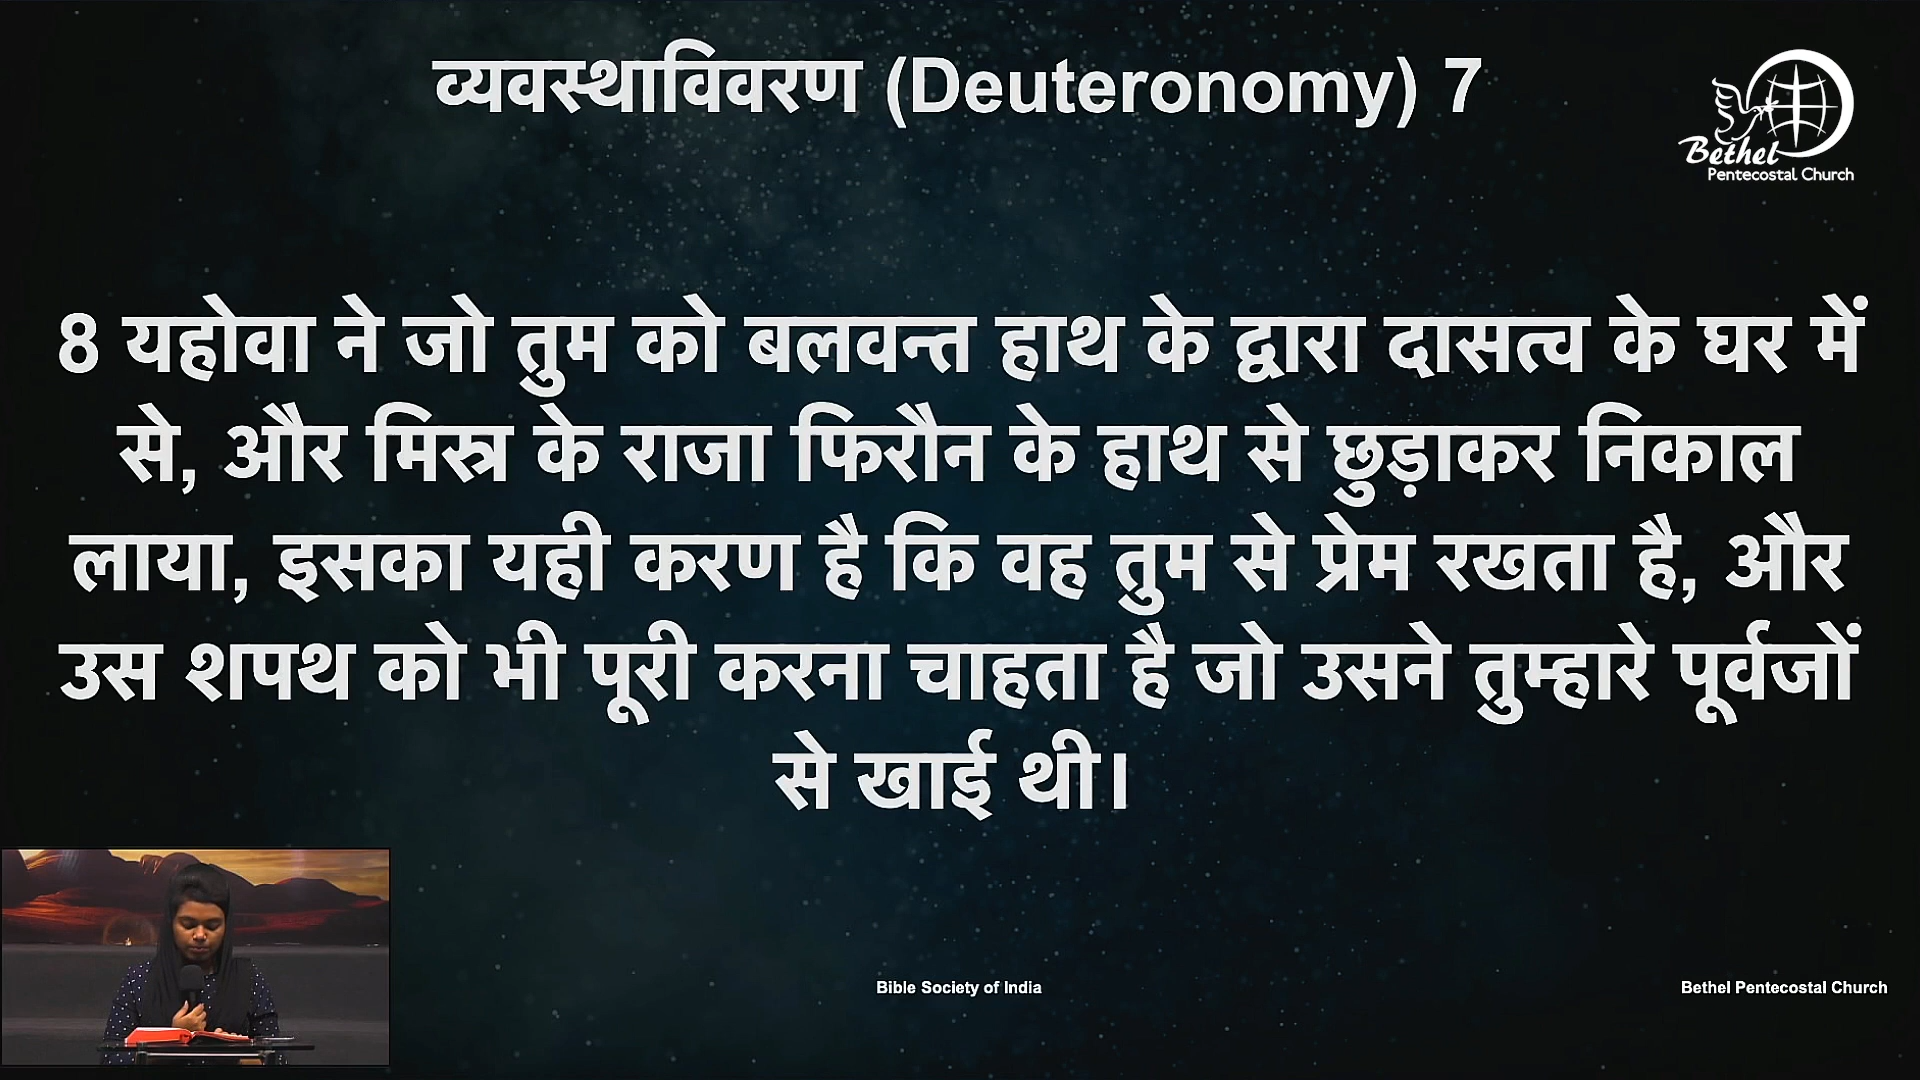 व्यवस्थाविवरण (Deuteronomy) 7
Bethel
Pentecostal Church
8 यहोवा ने जो तुम को बलवन्त हाथ के द्वारा दासत्व के घर में
से, और मिस्र के राजा फिरौन के हाथ से छुड़ाकर निकाल
लाया, इसका यही करण है कि वह तुम से प्रेम रखता है, और
उस शपथ को भी पूरी करना चाहता है जो उसने तुम्हारे पूर्वजों
से खाई थी।
Bible Society of India
Bethel Pentecostal Church